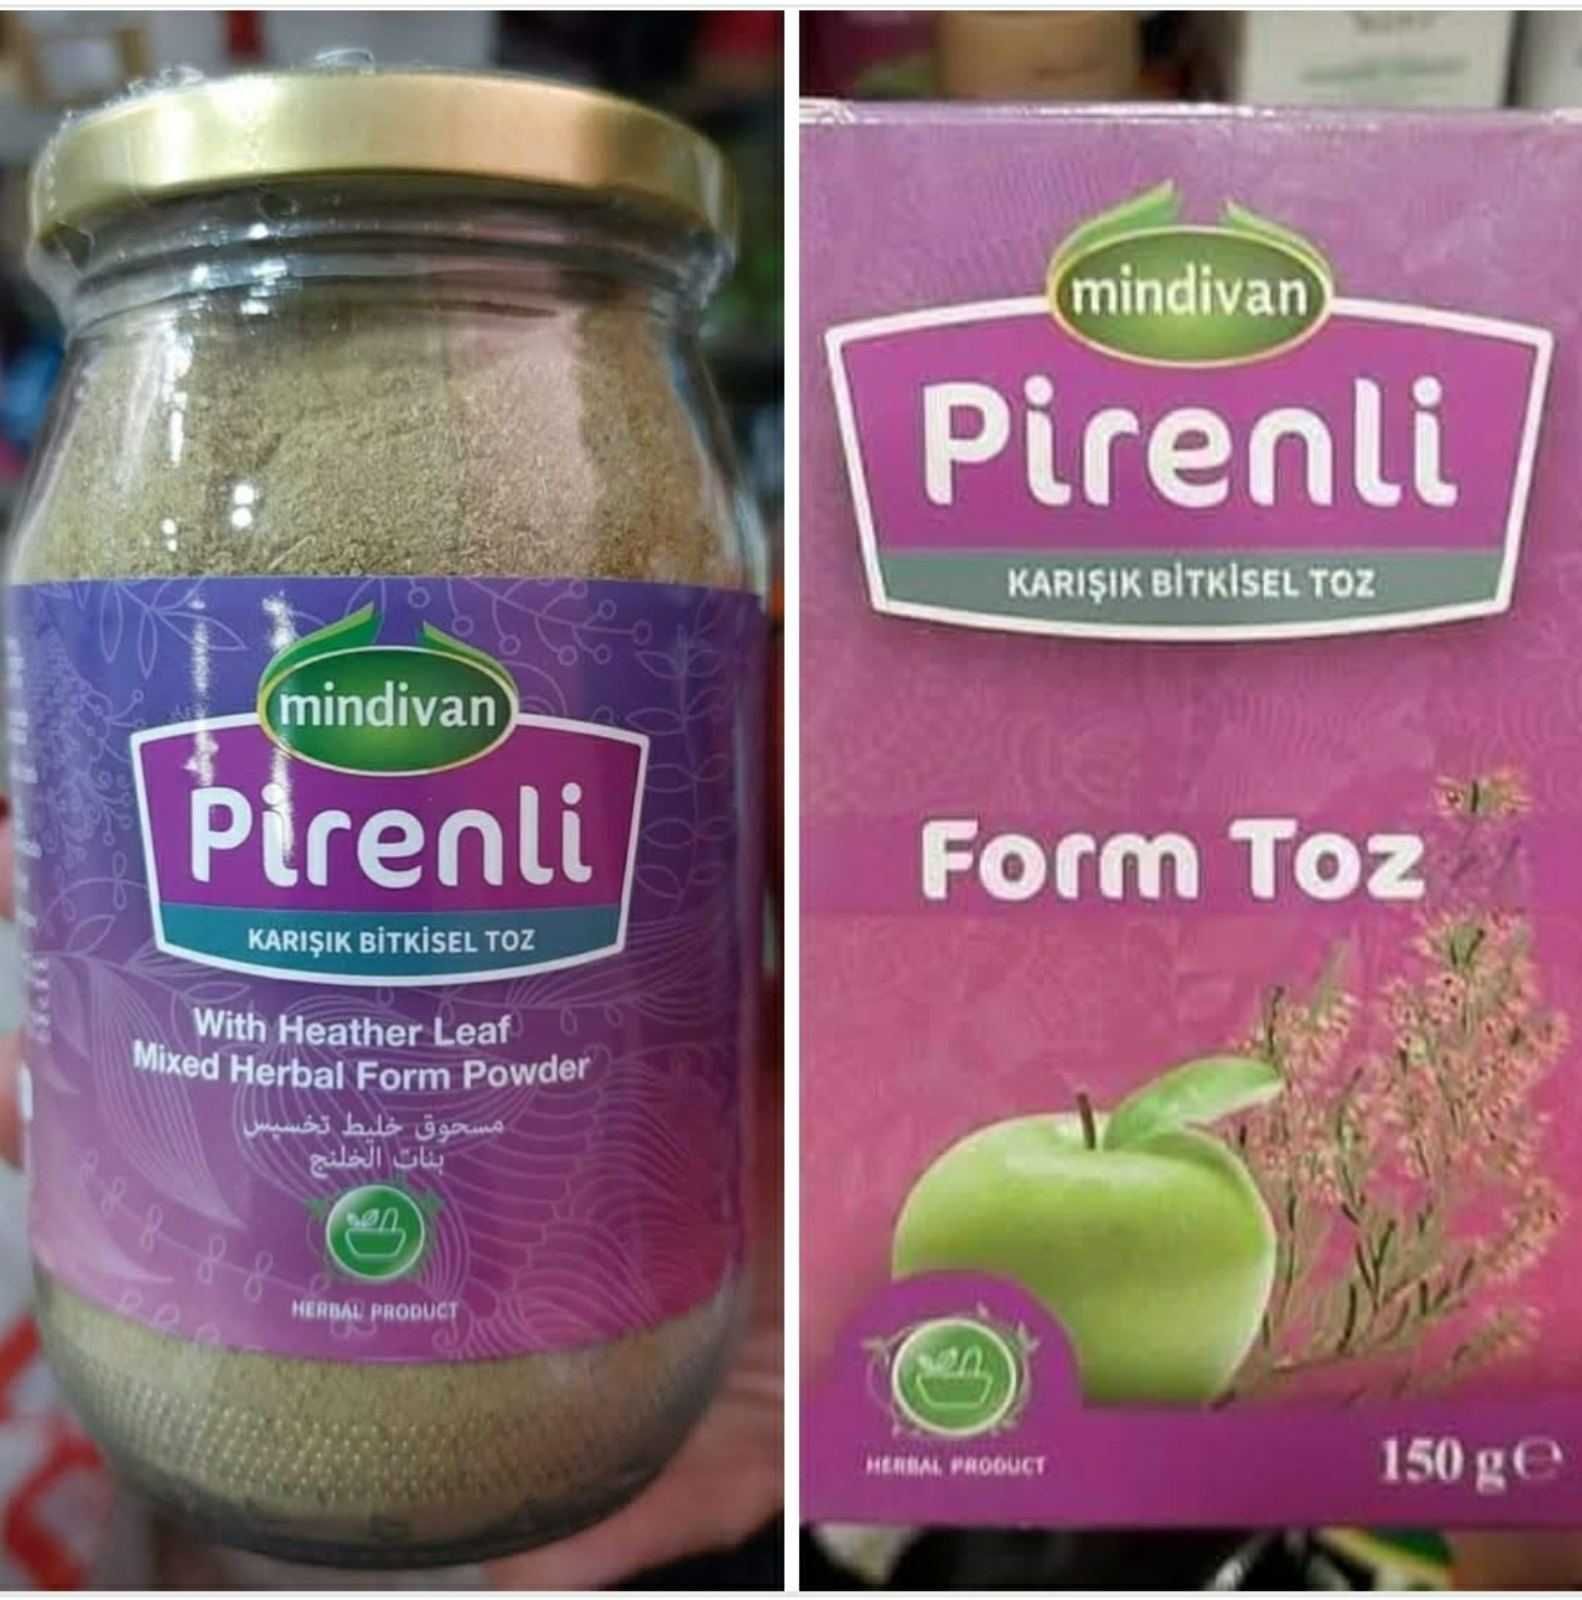 mindivan
Pirenli
KARIŞIK BİTKİSEL TOZ
With Heather Leaf
Mixed Herbal Form Powder
مسحوق خليط تخسيس
بنات الخلنج
HERBAL PRODUCT
mindivan
Pirenli
KARIŞIK BİTKİSEL TOZ
Form Toz
HERBAL PRODUCT
150 g ℮